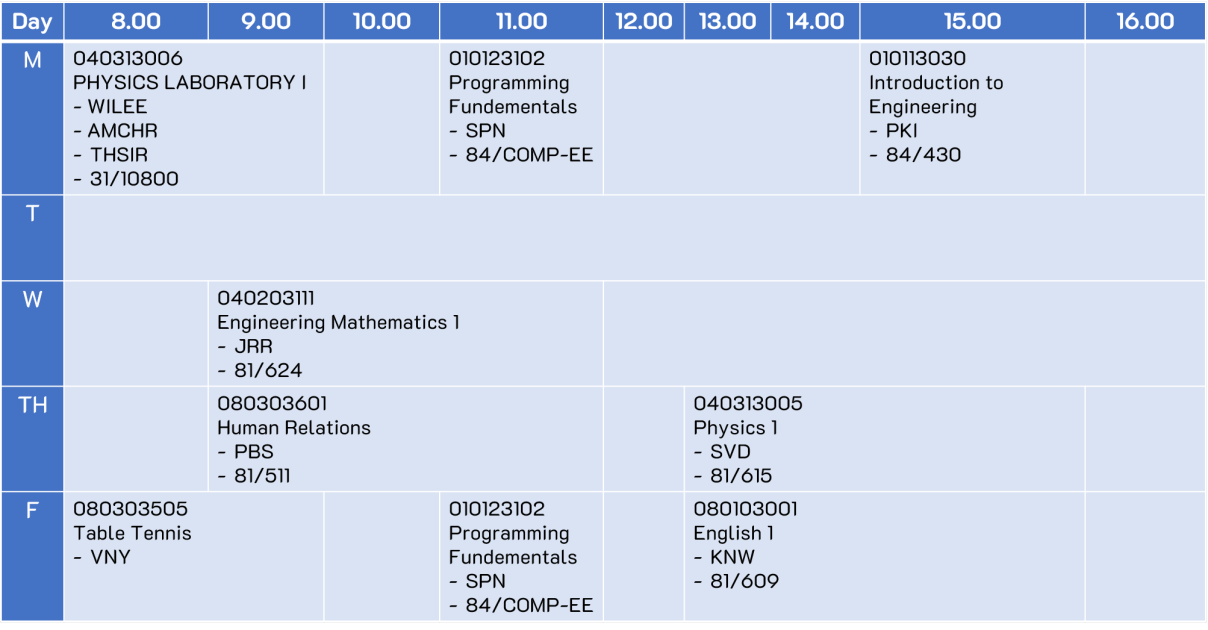 Day 8.00 9.00 10.00 11.00 12.00 13.00 14.00 15.00 16.00
M
040313006
PHYSICS LABORATORY I
- WILEE
- AMCHR
- THSIR
- 31/10800
010123102
Programming
Fundementals
- SPN
- 84/COMP-EE
010113030
Introduction to
Engineering
- PKI
- 84/430
T
W
040203111
Engineering Mathematics 1
- JRR
- 81/624
TH
080303601
Human Relations
- PBS
- 81/511
040313005
Physics 1
- SVD
- 81/615
F
080303505
Table Tennis
- VNY
010123102
Programming
Fundementals
- SPN
- 84/COMP-EE
080103001
English 1
- KNW
- 81/609